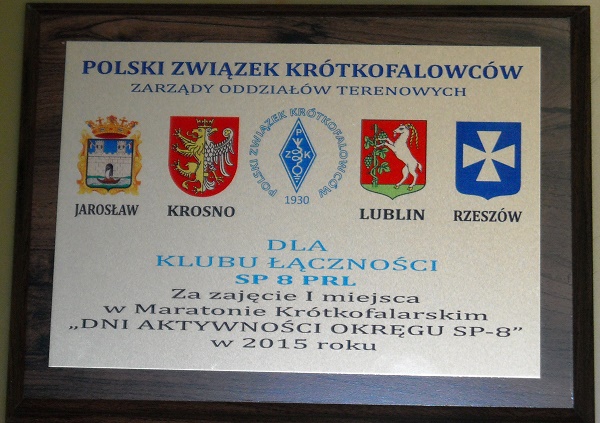 POLSKI ZWIĄZEK KRÓTKOFALOWCÓW
ZARZĄDY ODDZIAŁÓW TERENOWYCH
POLSKI ZWIĄZEK KRÓTKOFALOWCÓW
P
Z K
1930
JAROSŁAW
KROSNO
LUBLIN
RZESZÓW
DLA
KLUBU ŁĄCZNOŚCI
SP 8 PRL
Za zajęcie I miejsca
w Maratonie Krótkofalarskim
„DNI AKTYWNOŚCI OKRĘGU SP-8”
w 2015 roku